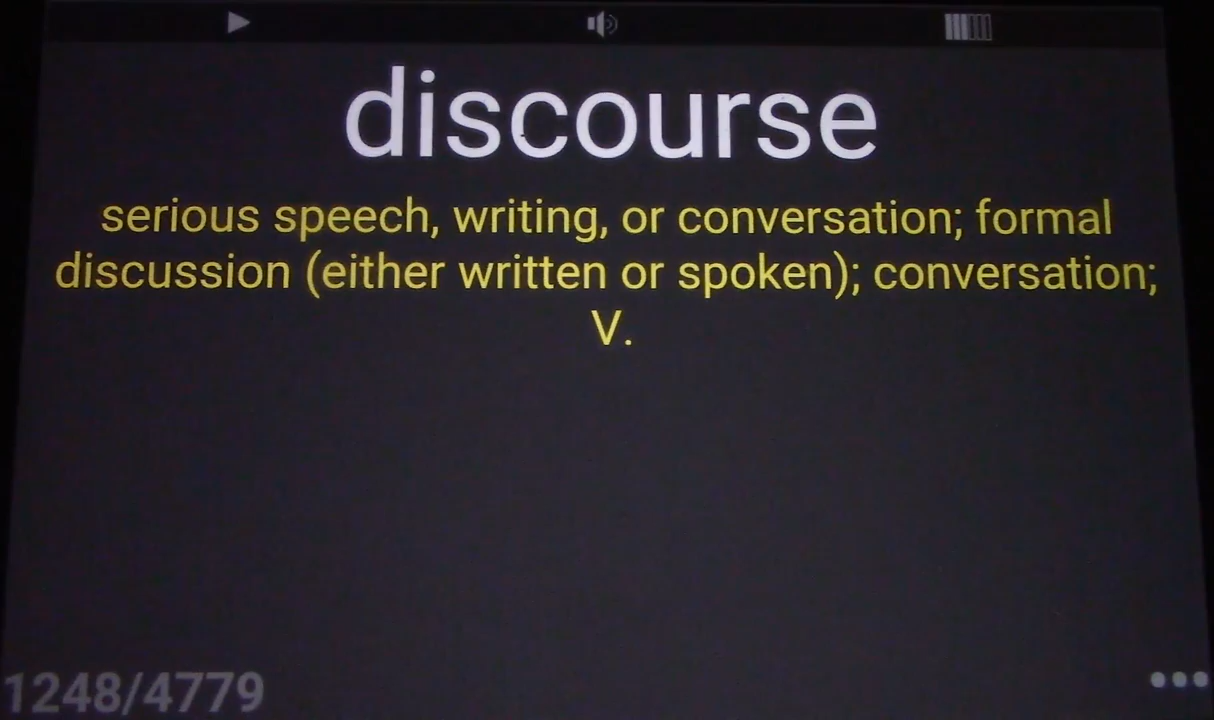 discourse
serious speech, writing, or conversation; formal
discussion (either written or spoken); conversation;
V.
1248/4779